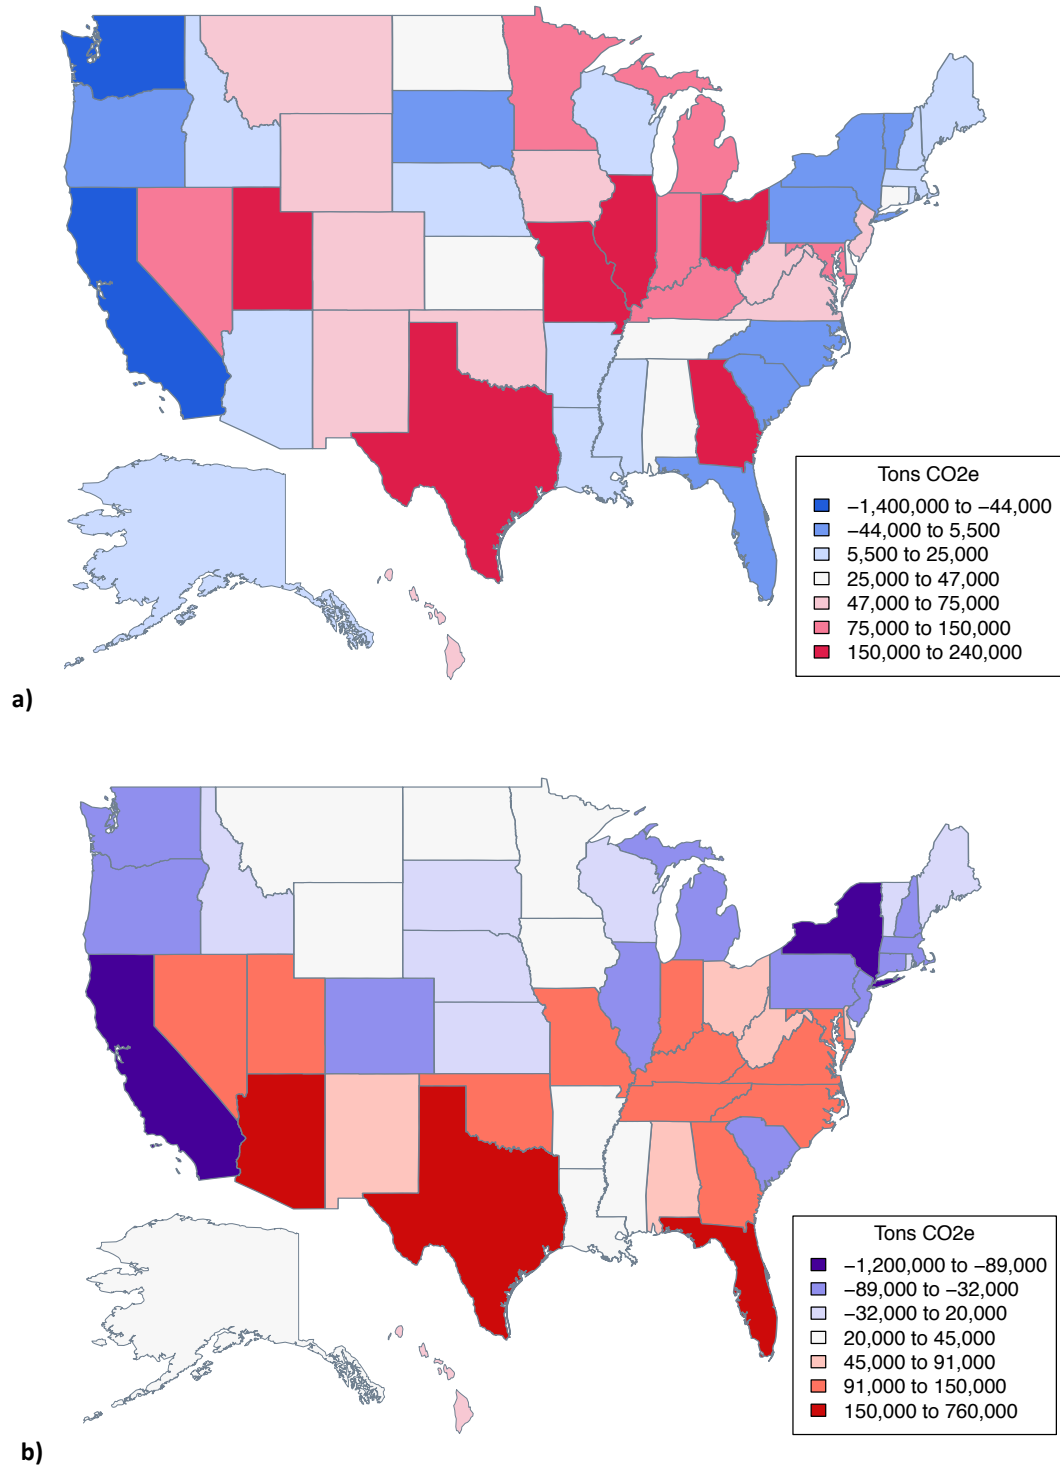 Tons CO2e
−1,400,000 to −44,000
−44,000 to 5,500
5,500 to 25,000
25,000 to 47,000
47,000 to 75,000
75,000 to 150,000
150,000 to 240,000
a)
Tons CO2e
−1,200,000 to −89,000
−89,000 to −32,000
−32,000 to 20,000
20,000 to 45,000
45,000 to 91,000
91,000 to 150,000
150,000 to 760,000
b)